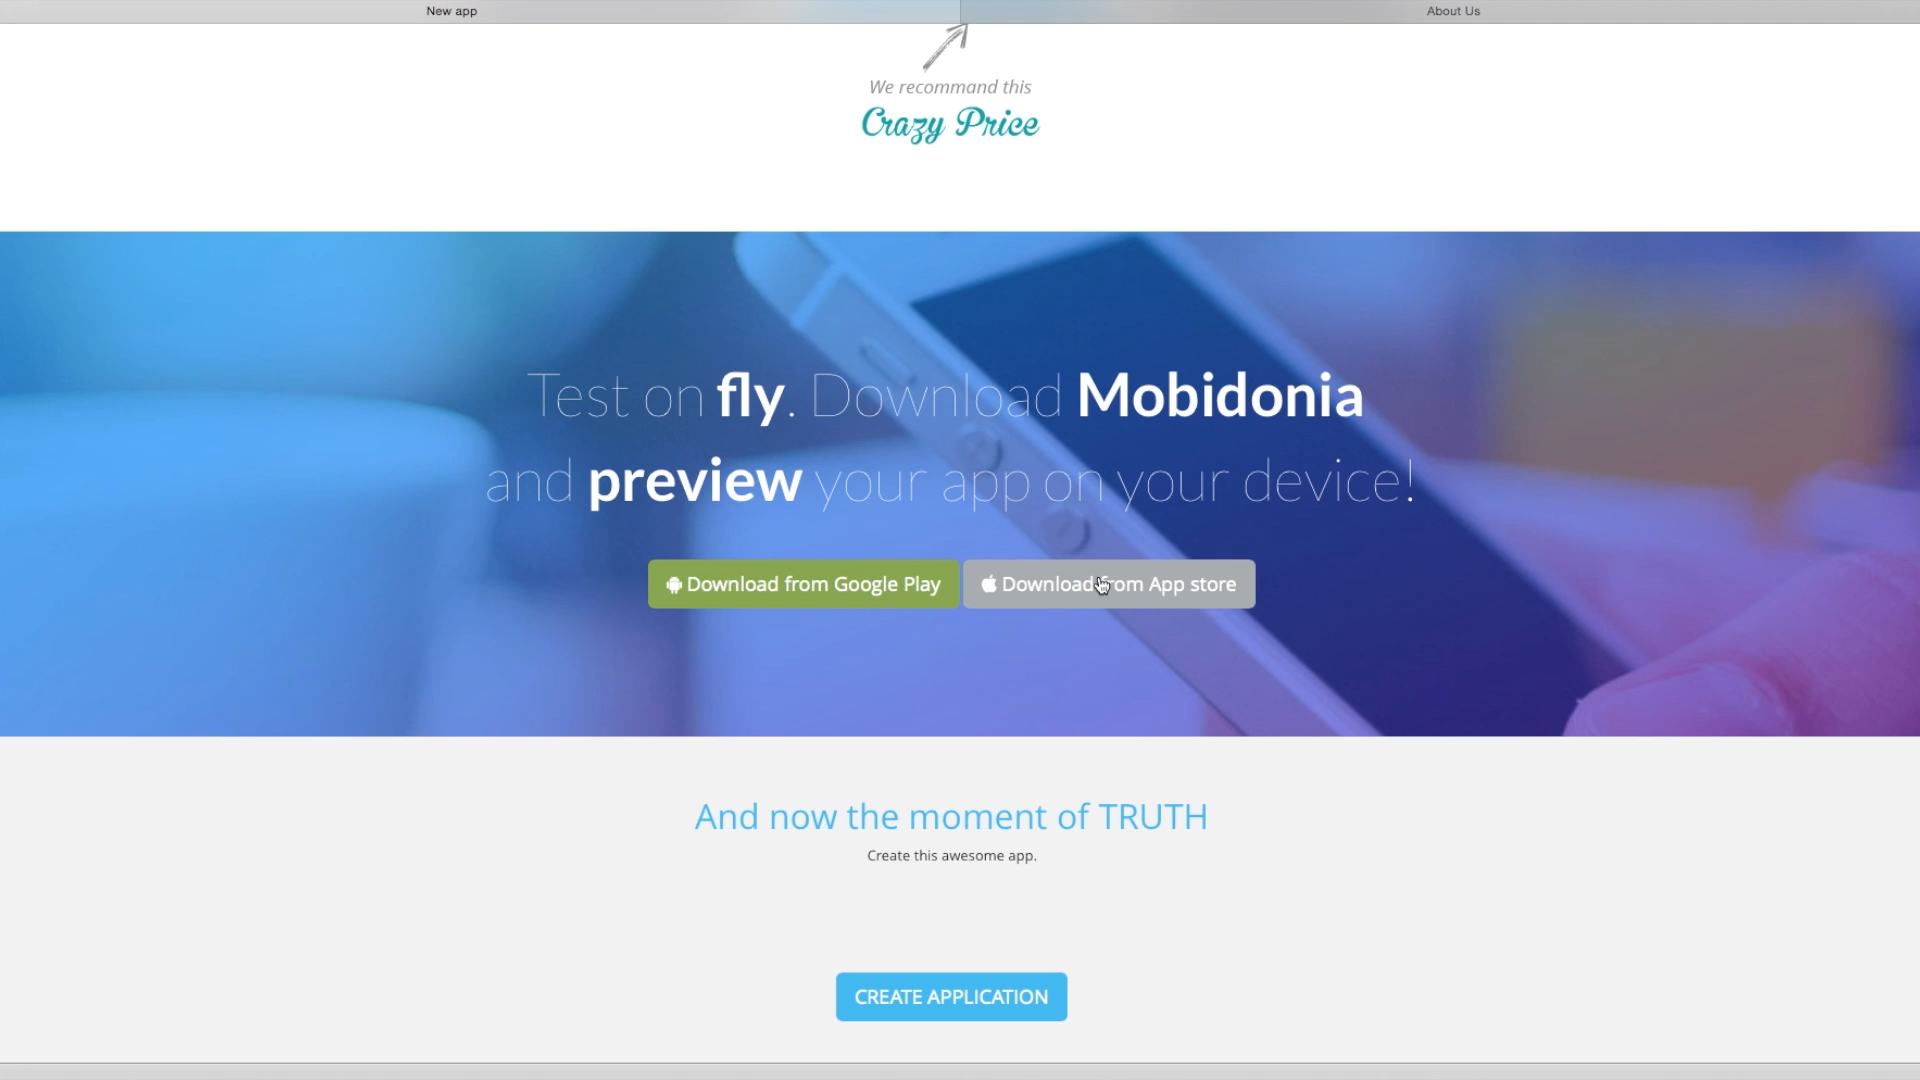 New app
About Us
We recommand this
Crazy Price
Test on fly. Download Mobidonia
and preview your app on your device!
Download from Google Play
Download from App store
And now the moment of TRUTH
Create this awesome app.
CREATE APPLICATION